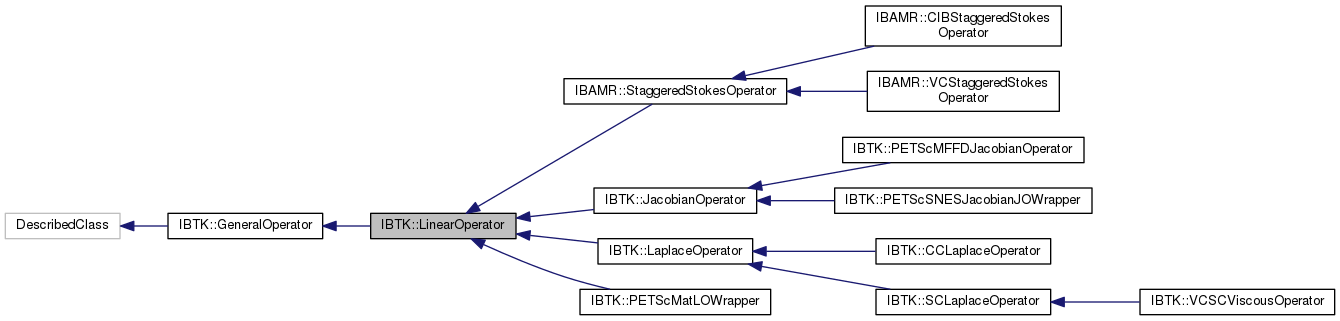 IBAMR::CIBStaggeredStokes
Operator
IBAMR::StaggeredStokesOperator
IBAMR::VCStaggeredStokes
Operator
IBTK::PETScMFFDJacobianOperator
IBTK::JacobianOperator
IBTK::PETScSNESJacobianJOWrapper
DescribedClass
IBTK::GeneralOperator
IBTK::LinearOperator
IBTK::LaplaceOperator
IBTK::CCLaplaceOperator
IBTK::PETScMatLOWrapper
IBTK::SCLaplaceOperator
IBTK::VCSCViscousOperator